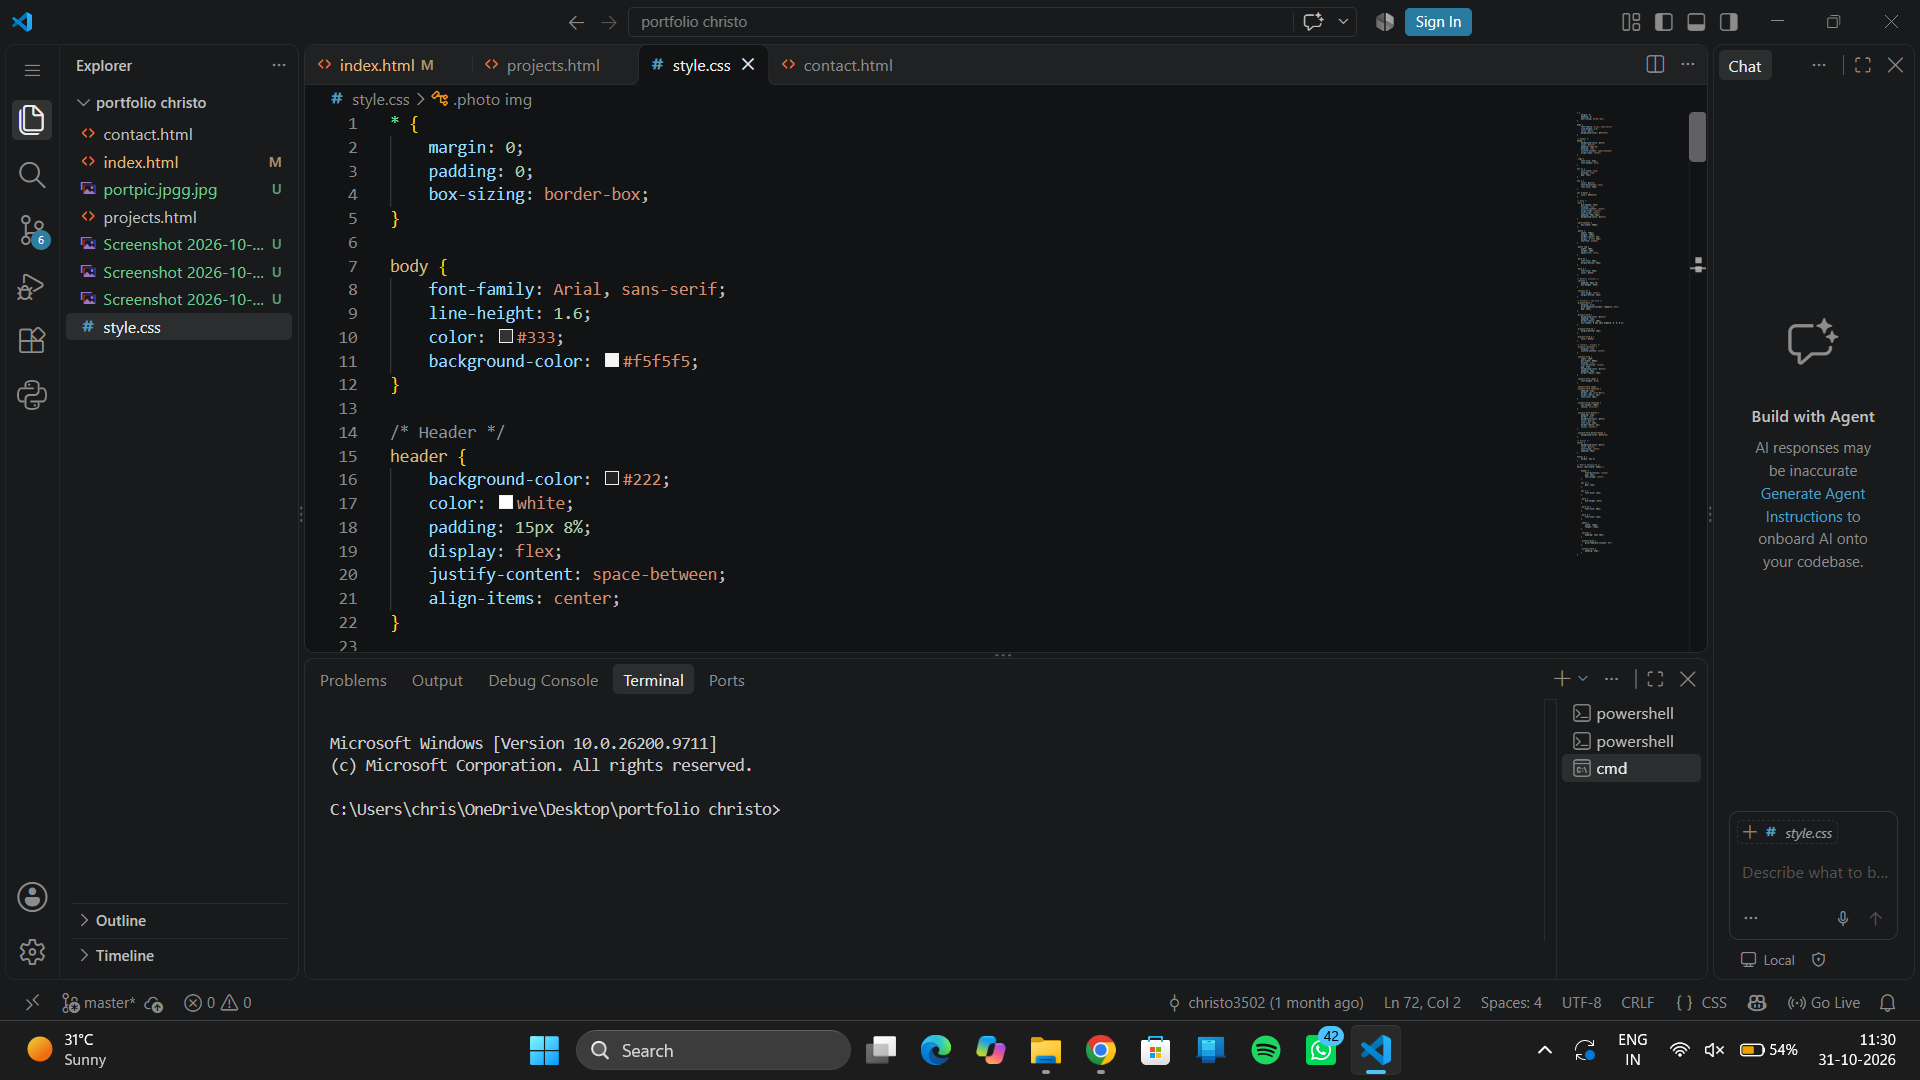 portfolio christo
Sign In
Explorer
portfolio christo
contact.html
index.html M
portpic.jpgg.jpg U
projects.html
Screenshot 2026-10-... U
Screenshot 2026-10-... U
Screenshot 2026-10-... U
# style.css
6
Outline
Timeline
index.html M
projects.html
# style.css
contact.html
# style.css > .photo img
1 * {
2 margin: 0;
3 padding: 0;
4 box-sizing: border-box;
5 }
6
7 body {
8 font-family: Arial, sans-serif;
9 line-height: 1.6;
10 color: #333;
11 background-color: #f5f5f5;
12 }
13
14 /* Header */
15 header {
16 background-color: #222;
17 color: white;
18 padding: 15px 8%;
19 display: flex;
20 justify-content: space-between;
21 align-items: center;
22 }
23
Problems Output Debug Console Terminal Ports
Microsoft Windows [Version 10.0.26200.9711]
(c) Microsoft Corporation. All rights reserved.
C:\Users\chris\OneDrive\Desktop\portfolio christo>
powershell
powershell
cmd
Chat
Build with Agent
AI responses may
be inaccurate
Generate Agent
Instructions to
onboard AI onto
your codebase.
# style.css
Describe what to b...
Local
master* 0 0
christo3502 (1 month ago) Ln 72, Col 2 Spaces: 4 UTF-8 CRLF { } CSS Go Live
31°C
Sunny
Search
42
ENG
IN
54%
11:30
31-10-2026